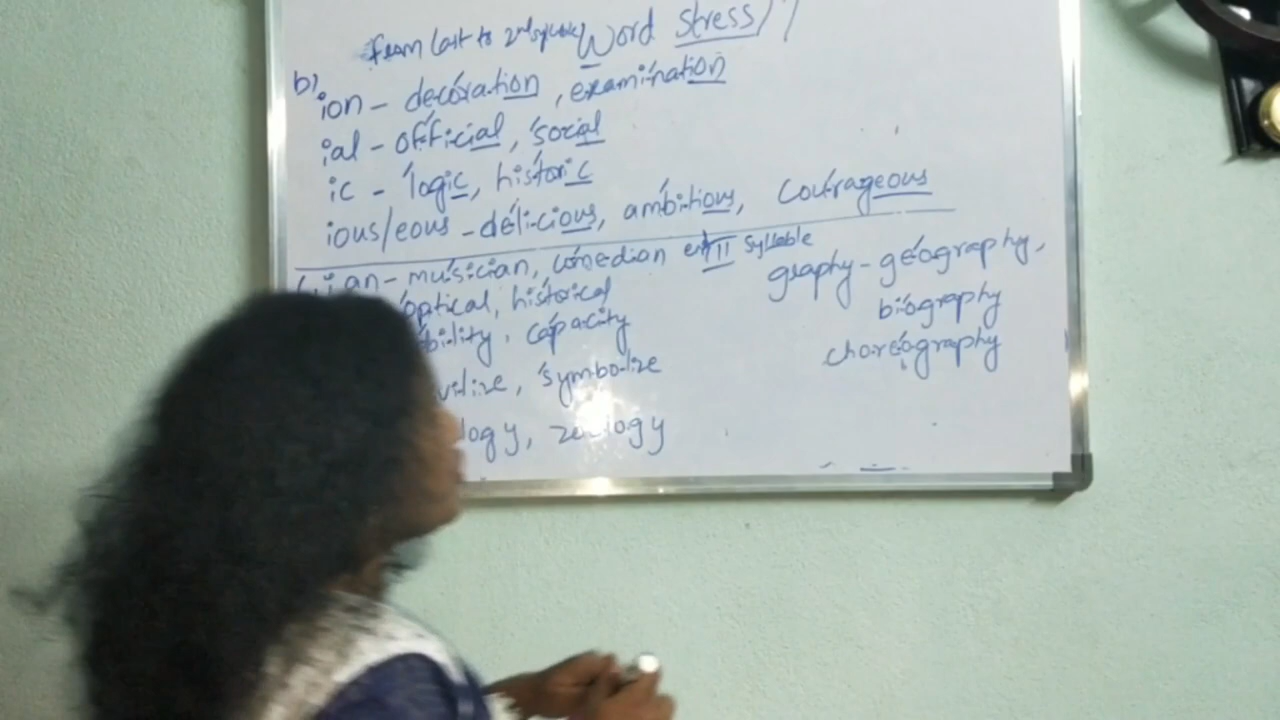 from last to 2nd syllable Word Stress
b) ion - decoration, examination
ial - official, social
ic - logic, historic
ious/eous - delicious, ambitious, courageous
ian - musician, comedian III syllable
optical, historical
bility, capacity
vilize, symbolize
logy, zoology
graphy - geography,
biography
choreography